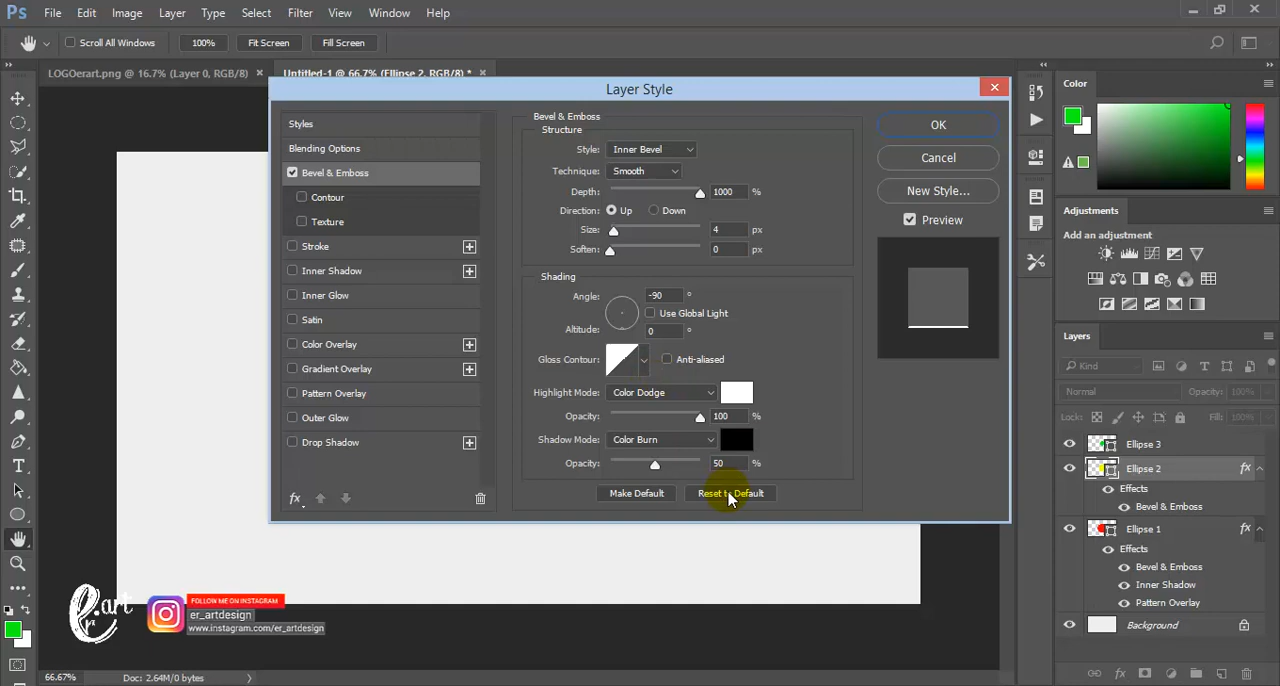 Ps File Edit Image Layer Type Select Filter 3D View Window Help
Scroll All Windows 100% Fit Screen Fill Screen
LOGOerart.png @ 16.7% (Layer 0, RGB/8) × Untitled-1 @ 66.7% (Ellipse 2, RGB/8) * ×
Layer Style
Styles
Blending Options
Bevel & Emboss
Contour
Texture
Stroke
Inner Shadow
Inner Glow
Satin
Color Overlay
Gradient Overlay
Pattern Overlay
Outer Glow
Drop Shadow
fx
Bevel & Emboss
Structure
Style: Inner Bevel
Technique: Smooth
Depth: 1000 %
Direction: Up Down
Size: 4 px
Soften: 0 px
Shading
Angle: -90 °
Use Global Light
Altitude: 0 °
Gloss Contour: Anti-aliased
Highlight Mode: Color Dodge
Opacity: 100 %
Shadow Mode: Color Burn
Opacity: 50 %
Make Default Reset to Default
OK
Cancel
New Style...
Preview
Color
Adjustments
Add an adjustment
Layers
Kind
Normal Opacity: 100%
Lock: Fill: 100%
Ellipse 3
Ellipse 2 fx
Effects
Bevel & Emboss
Ellipse 1 fx
Effects
Bevel & Emboss
Inner Shadow
Pattern Overlay
Background
fx
e.art
FOLLOW ME ON INSTAGRAM
er_artdesign
www.instagram.com/er_artdesign
66.67% Doc: 2.64M/0 bytes